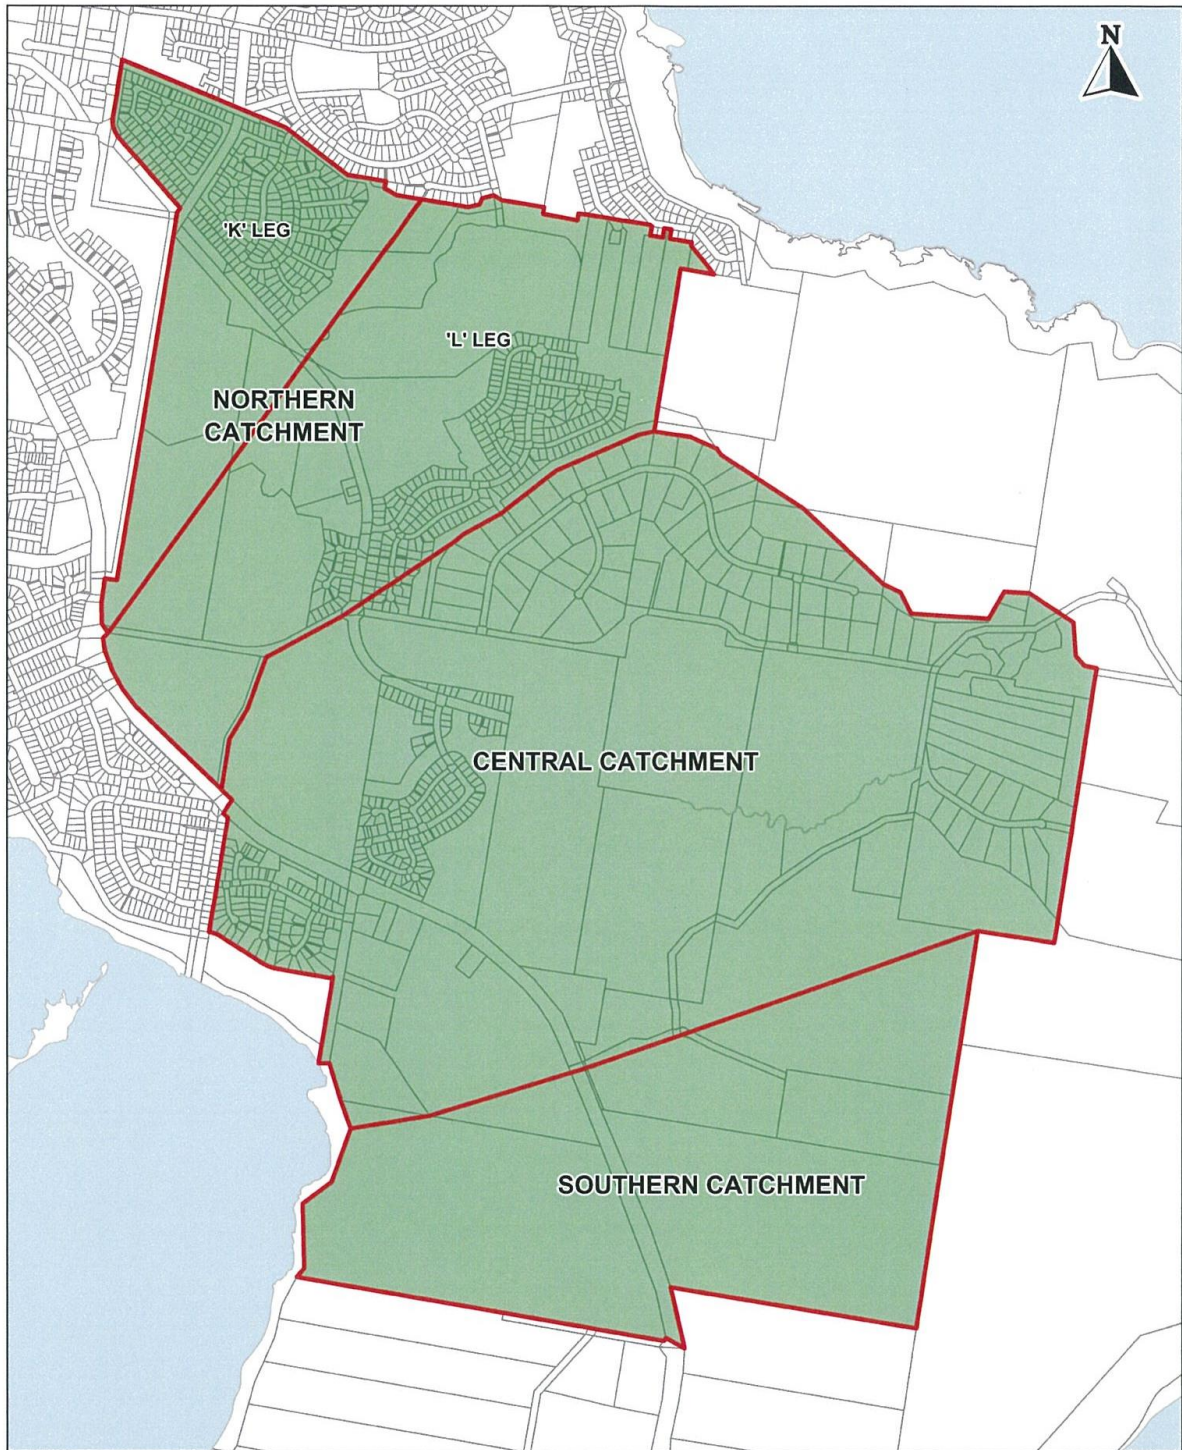 N
'K' LEG
'L' LEG
NORTHERN
CATCHMENT
CENTRAL CATCHMENT
SOUTHERN CATCHMENT